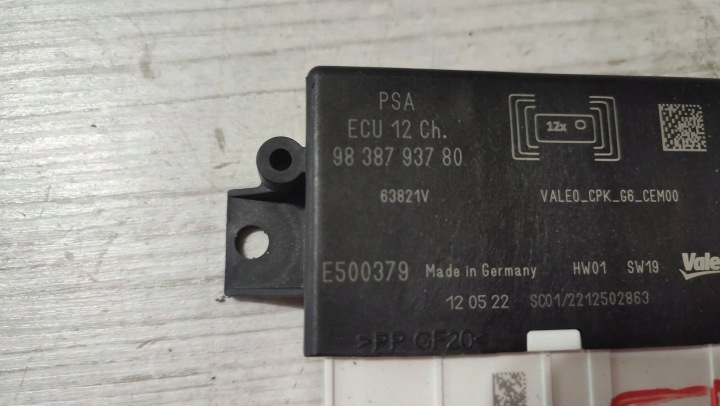 PSA
ECU 12 Ch.
98 387 937 80
12x
63821V
VALEO_CPK_G6_CEM00
E500379 Made in Germany HW01 SW19 Vale
12 05 22 SC01/2212502863
>PP GF20<